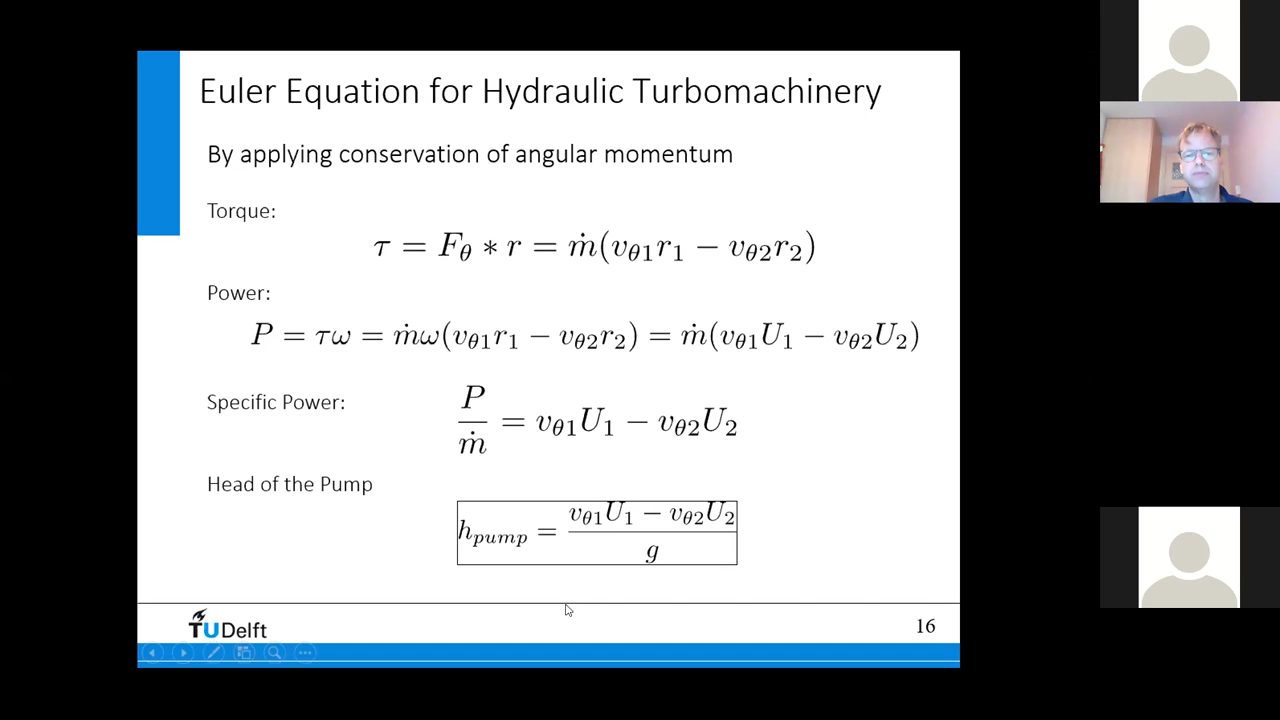 Euler Equation for Hydraulic Turbomachinery
By applying conservation of angular momentum
Torque:
τ = F_θ ∗ r = ṁ(v_θ1 r_1 − v_θ2 r_2)
Power:
P = τω = ṁω(v_θ1 r_1 − v_θ2 r_2) = ṁ(v_θ1 U_1 − v_θ2 U_2)
Specific Power:
P/ṁ = v_θ1 U_1 − v_θ2 U_2
Head of the Pump
h_pump = (v_θ1 U_1 − v_θ2 U_2)/g
TU Delft
16